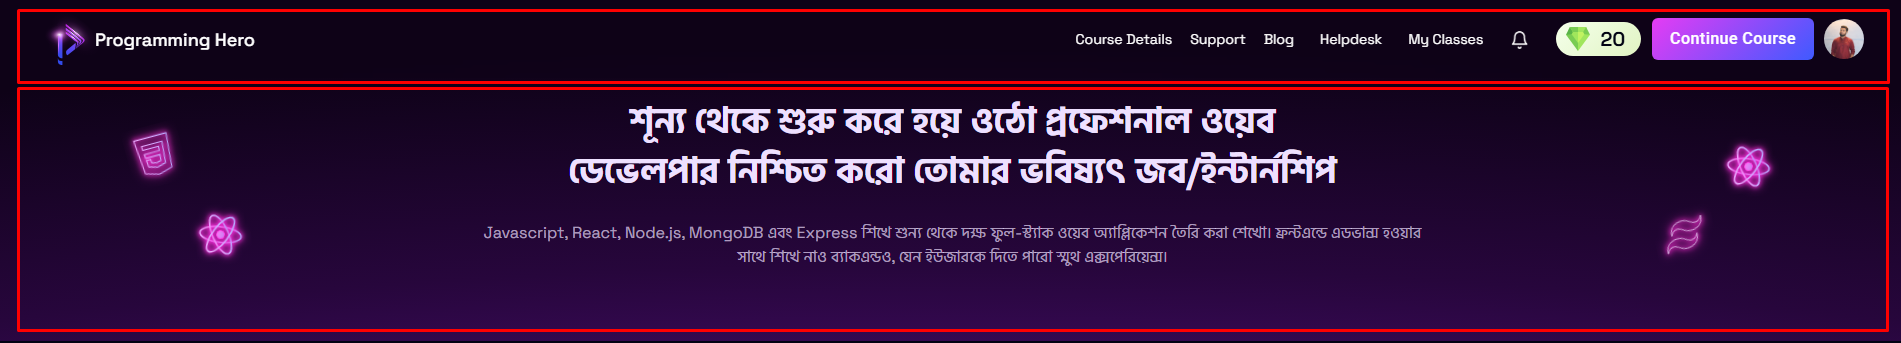 Programming Hero
Course Details Support Blog Helpdesk My Classes 20 Continue Course
শূন্য থেকে শুরু করে হয়ে ওঠো প্রফেশনাল ওয়েব
ডেভেলপার নিশ্চিত করো তোমার ভবিষ্যৎ জব/ইন্টার্নশিপ
Javascript, React, Node.js, MongoDB এবং Express শিখে শুন্য থেকে দক্ষ ফুল-স্ট্যাক ওয়েব অ্যাপ্লিকেশন তৈরি করা শেখো। ফ্রন্টএন্ডে এডভান্স হওয়ার
সাথে শিখে নাও ব্যাকএন্ডও, যেন ইউজারকে দিতে পারো স্মুথ এক্সপেরিয়েন্স।